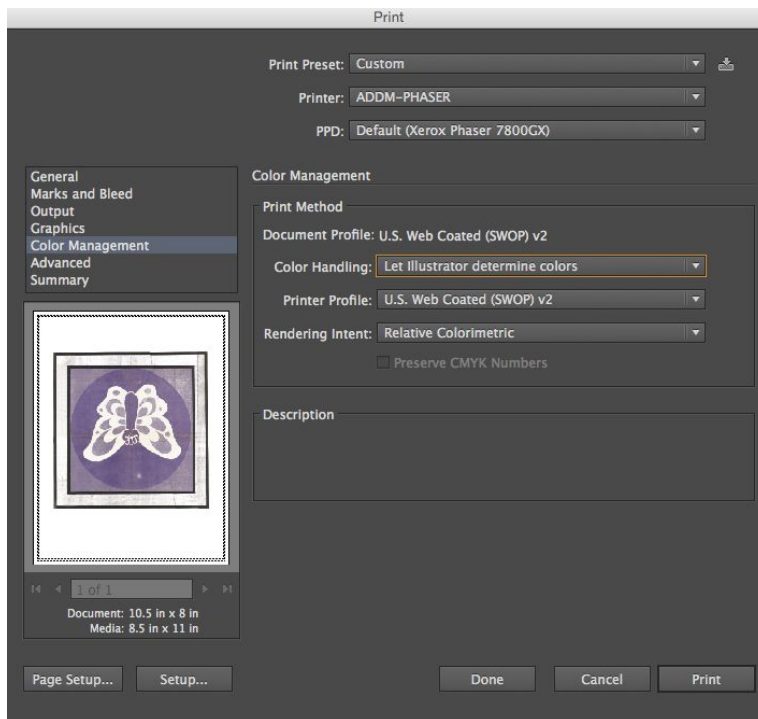 Print
Print Preset: Custom
Printer: ADDM-PHASER
PPD: Default (Xerox Phaser 7800GX)
General
Marks and Bleed
Output
Graphics
Color Management
Advanced
Summary
Color Management
Print Method
Document Profile: U.S. Web Coated (SWOP) v2
Color Handling: Let Illustrator determine colors
Printer Profile: U.S. Web Coated (SWOP) v2
Rendering Intent: Relative Colorimetric
Preserve CMYK Numbers
Description
1 of 1
Document: 10.5 in x 8 in
Media: 8.5 in x 11 in
Page Setup... Setup... Done Cancel Print